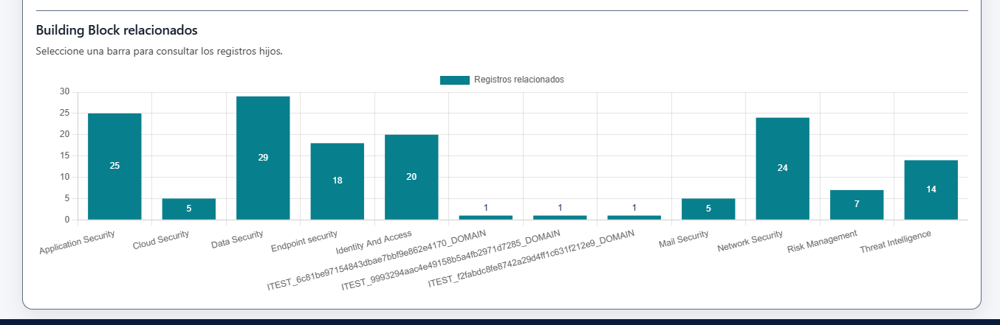 Building Block relacionados
Seleccione una barra para consultar los registros hijos.
Registros relacionados
30
25
20
15
10
5
0
25
5
29
18
20
1
1
1
5
24
7
14
Application Security
Cloud Security
Data Security
Endpoint security
Identity And Access
ITEST_6c81be97154843dbae7bbf9e862e4170_DOMAIN
ITEST_9993294aac4e49158b5a4fb2971d7285_DOMAIN
ITEST_f2fabdc8fe8742a29d4ff1c631f212e9_DOMAIN
Mail Security
Network Security
Risk Management
Threat Intelligence